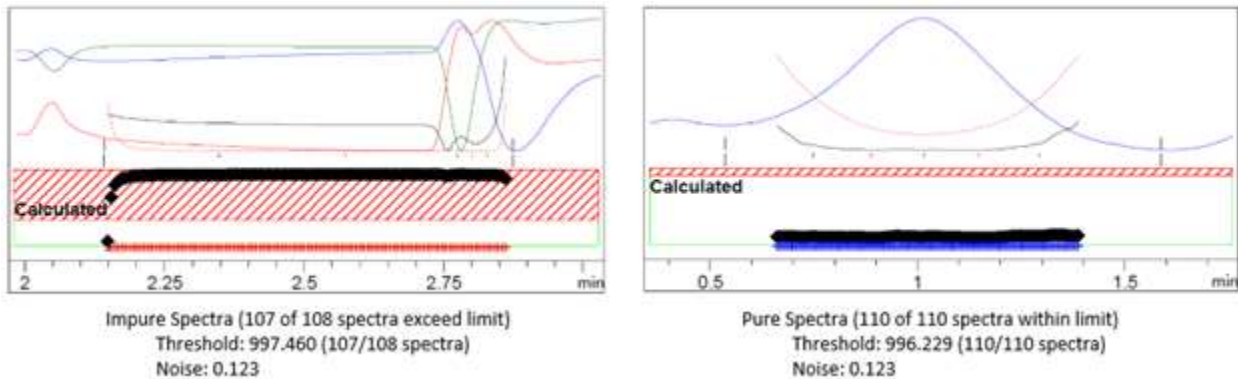 Calculated
2 2.25 2.5 2.75 min
Impure Spectra (107 of 108 spectra exceed limit)
Threshold: 997.460 (107/108 spectra)
Noise: 0.123
Calculated
0.5 1 1.5 min
Pure Spectra (110 of 110 spectra within limit)
Threshold: 996.229 (110/110 spectra)
Noise: 0.123